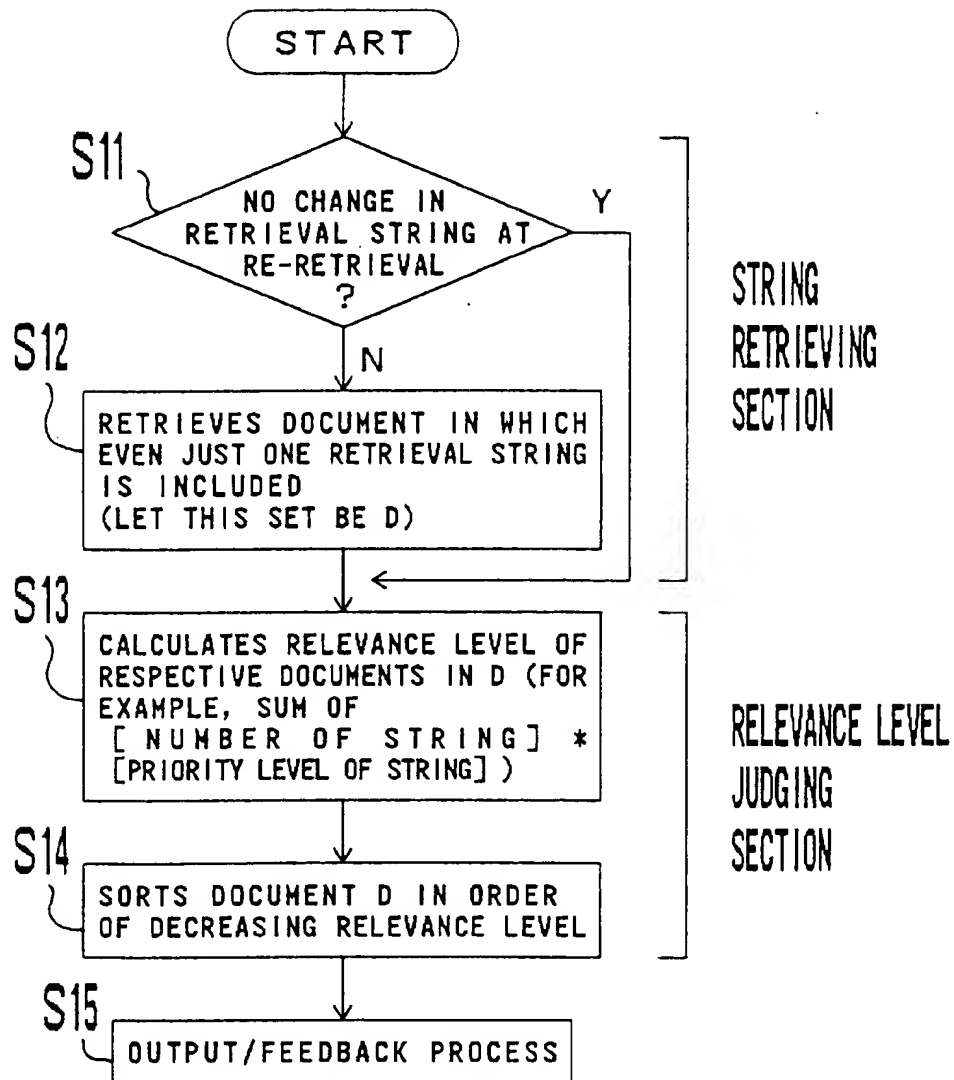 START
S11
NO CHANGE IN
RETRIEVAL STRING AT
RE-RETRIEVAL
?
Y
N
STRING
RETRIEVING
SECTION
S12
RETRIEVES DOCUMENT IN WHICH
EVEN JUST ONE RETRIEVAL STRING
IS INCLUDED
(LET THIS SET BE D)
S13
CALCULATES RELEVANCE LEVEL OF
RESPECTIVE DOCUMENTS IN D (FOR
EXAMPLE, SUM OF
[ NUMBER OF STRING] *
[PRIORITY LEVEL OF STRING] )
RELEVANCE LEVEL
JUDGING
SECTION
S14
SORTS DOCUMENT D IN ORDER
OF DECREASING RELEVANCE LEVEL
S15
OUTPUT/FEEDBACK PROCESS